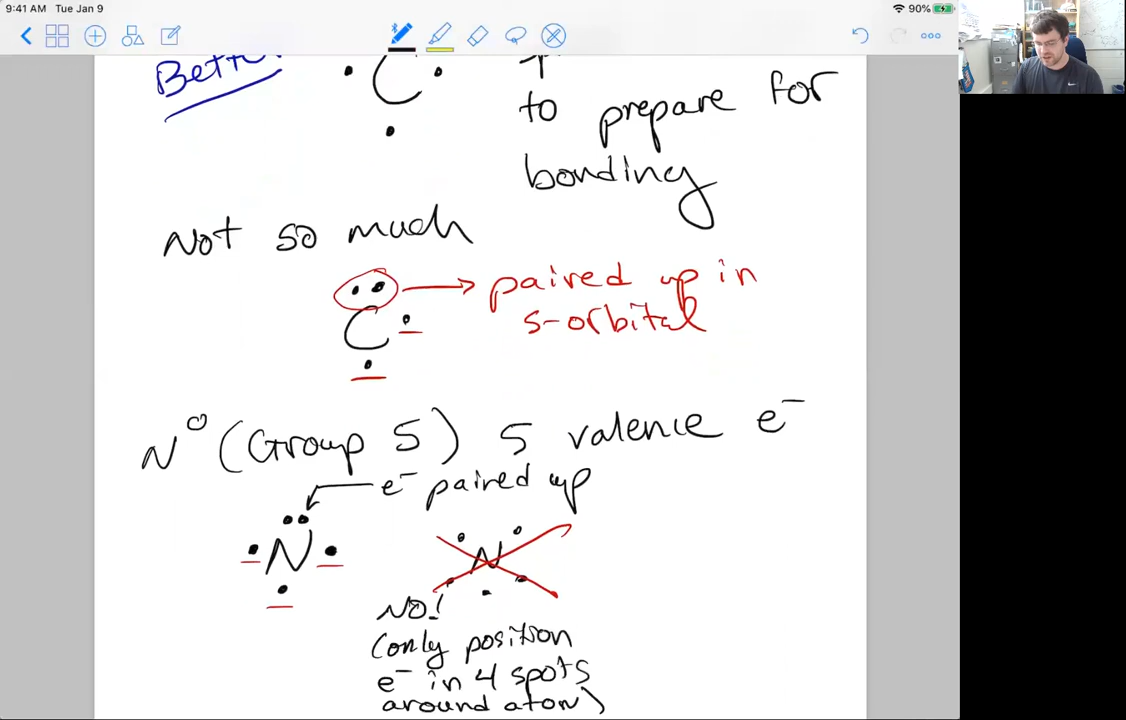 9:41 AM Tue Jan 9
90%
C
to prepare for
bonding
Not so much
C
paired up in
s-orbital
N⁰ (Group 5) 5 valence e⁻
e⁻ paired up
N
N
NO!
(only position
e⁻ in 4 spots
around atom)